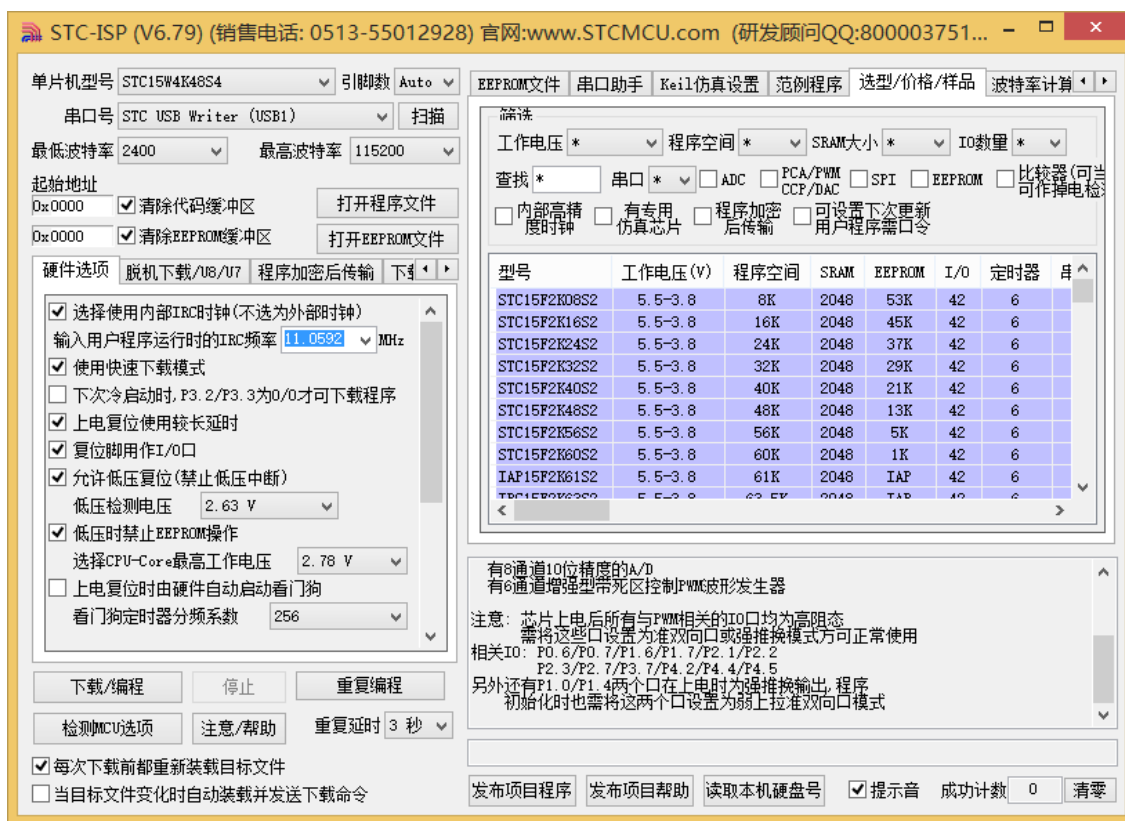 STC-ISP (V6.79) (销售电话: 0513-55012928) 官网:www.STCMCU.com (研发顾问QQ:800003751...
单片机型号 STC15W4K48S4 引脚数 Auto
串口号 STC USB Writer (USB1) 扫描
最低波特率 2400 最高波特率 115200
起始地址
0x0000 清除代码缓冲区 打开程序文件
0x0000 清除EEPROM缓冲区 打开EEPROM文件
硬件选项 脱机下载/U8/U7 程序加密后传输
选择使用内部IRC时钟(不选为外部时钟)
输入用户程序运行时的IRC频率 11.0592 MHz
使用快速下载模式
下次冷启动时,P3.2/P3.3为0/0才可下载程序
上电复位使用较长延时
复位脚用作I/O口
允许低压复位(禁止低压中断)
低压检测电压 2.63 V
低压时禁止EEPROM操作
选择CPU-Core最高工作电压 2.78 V
上电复位时由硬件自动启动看门狗
看门狗定时器分频系数 256
下载/编程 停止 重复编程
检测MCU选项 注意/帮助 重复延时 3 秒
每次下载前都重新装载目标文件
当目标文件变化时自动装载并发送下载命令
EEPROM文件 串口助手 Keil仿真设置 范例程序 选型/价格/样品 波特率计算
筛选
工作电压 * 程序空间 * SRAM大小 * IO数量 *
查找 * 串口 * ADC PCA/PWM CCP/DAC SPI EEPROM 比较器(可当 可作掉电检
内部高精度时钟 有专用仿真芯片 程序加密后传输 可设置下次更新用户程序需口令
型号 工作电压(V) 程序空间 SRAM EEPROM I/O 定时器 串
STC15F2K08S2 5.5-3.8 8K 2048 53K 42 6
STC15F2K16S2 5.5-3.8 16K 2048 45K 42 6
STC15F2K24S2 5.5-3.8 24K 2048 37K 42 6
STC15F2K32S2 5.5-3.8 32K 2048 29K 42 6
STC15F2K40S2 5.5-3.8 40K 2048 21K 42 6
STC15F2K48S2 5.5-3.8 48K 2048 13K 42 6
STC15F2K56S2 5.5-3.8 56K 2048 5K 42 6
STC15F2K60S2 5.5-3.8 60K 2048 1K 42 6
IAP15F2K61S2 5.5-3.8 61K 2048 IAP 42 6
有8通道10位精度的A/D
有6通道增强型带死区控制PWM波形发生器
注意: 芯片上电后所有与PWM相关的IO口均为高阻态
需将这些口设置为准双向口或强推挽模式方可正常使用
相关IO: P0.6/P0.7/P1.6/P1.7/P2.1/P2.2
P2.3/P2.7/P3.7/P4.2/P4.4/P4.5
另外还有P1.0/P1.4两个口在上电时为强推挽输出,程序
初始化时也需将这两个口设置为弱上拉准双向口模式
发布项目程序 发布项目帮助 读取本机硬盘号 提示音 成功计数 0 清零